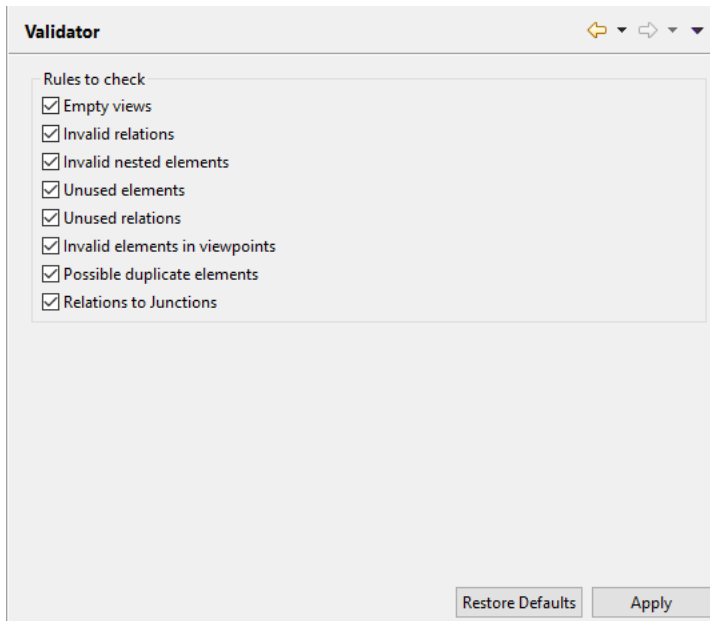 Validator
Rules to check
Empty views
Invalid relations
Invalid nested elements
Unused elements
Unused relations
Invalid elements in viewpoints
Possible duplicate elements
Relations to Junctions
Restore Defaults
Apply